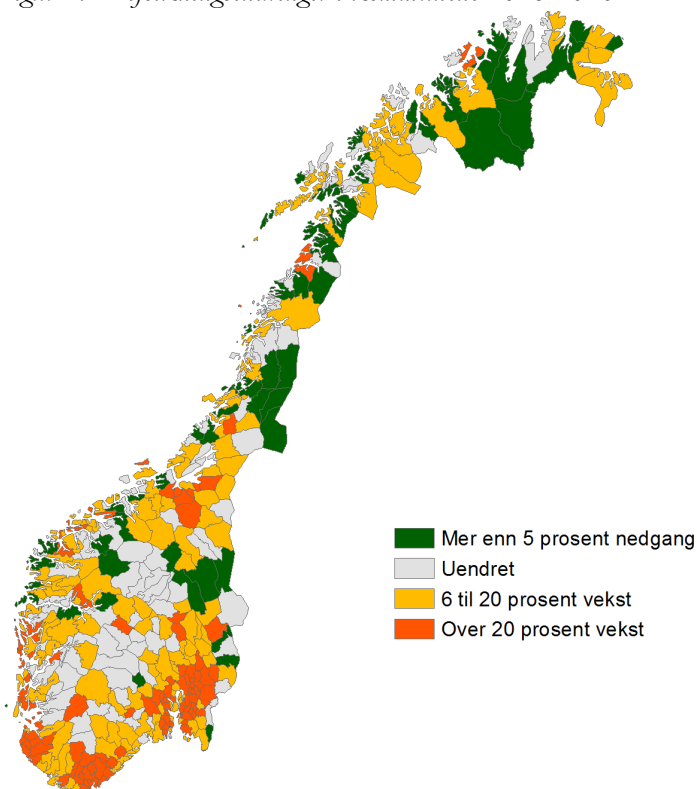 Mer enn 5 prosent nedgang
Uendret
6 til 20 prosent vekst
Over 20 prosent vekst